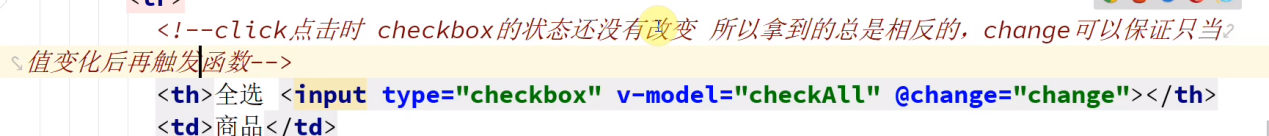 <tr>
<!--click点击时 checkbox的状态还没有改变 所以拿到的总是相反的，change可以保证只当
值变化后再触发函数-->
<th>全选 <input type="checkbox" v-model="checkAll" @change="change"></th>
<td>商品</td>